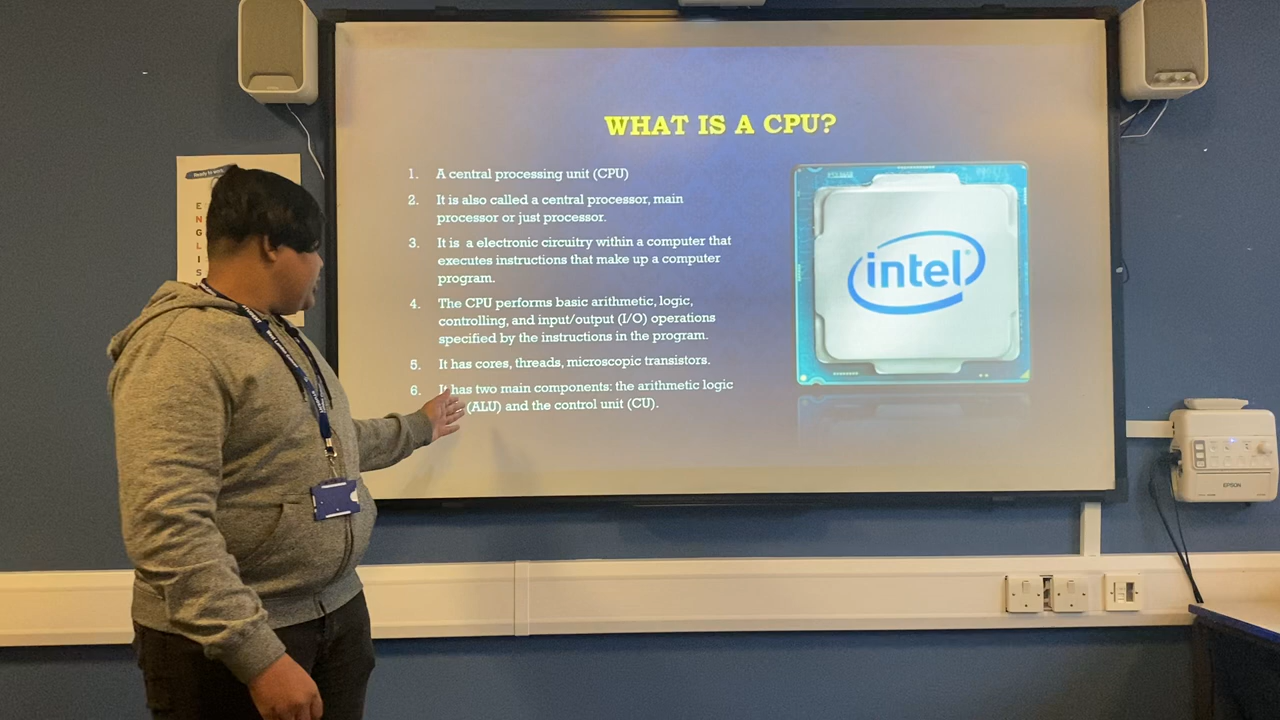 WHAT IS A CPU?
1. A central processing unit (CPU)
2. It is also called a central processor, main
processor or just processor.
3. It is a electronic circuitry within a computer that
executes instructions that make up a computer
program.
4. The CPU performs basic arithmetic, logic,
controlling, and input/output (I/O) operations
specified by the instructions in the program.
5. It has cores, threads, microscopic transistors.
6. It has two main components: the arithmetic logic
(ALU) and the control unit (CU).
intel
Ready to
E
N
G
L
I
S
EPSON